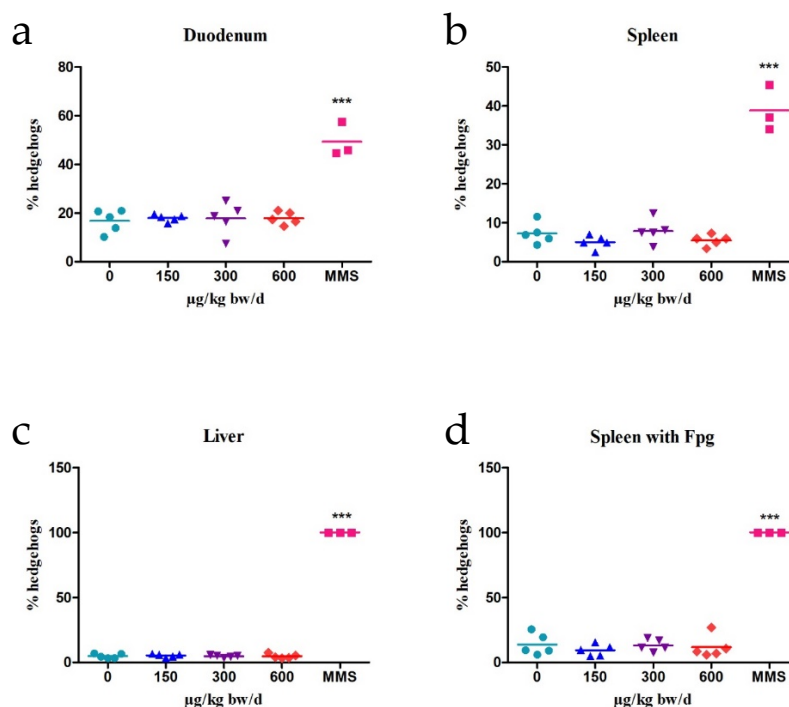 a
Duodenum
% hedgehogs
80
60
40
20
0
***
0 150 300 600 MMS
µg/kg bw/d
b
Spleen
% hedgehogs
50
40
30
20
10
0
***
0 150 300 600 MMS
µg/kg bw/d
c
Liver
% hedgehogs
150
100
50
0
***
0 150 300 600 MMS
µg/kg bw/d
d
Spleen with Fpg
% hedgehogs
150
100
50
0
***
0 150 300 600 MMS
µg/kg bw/d